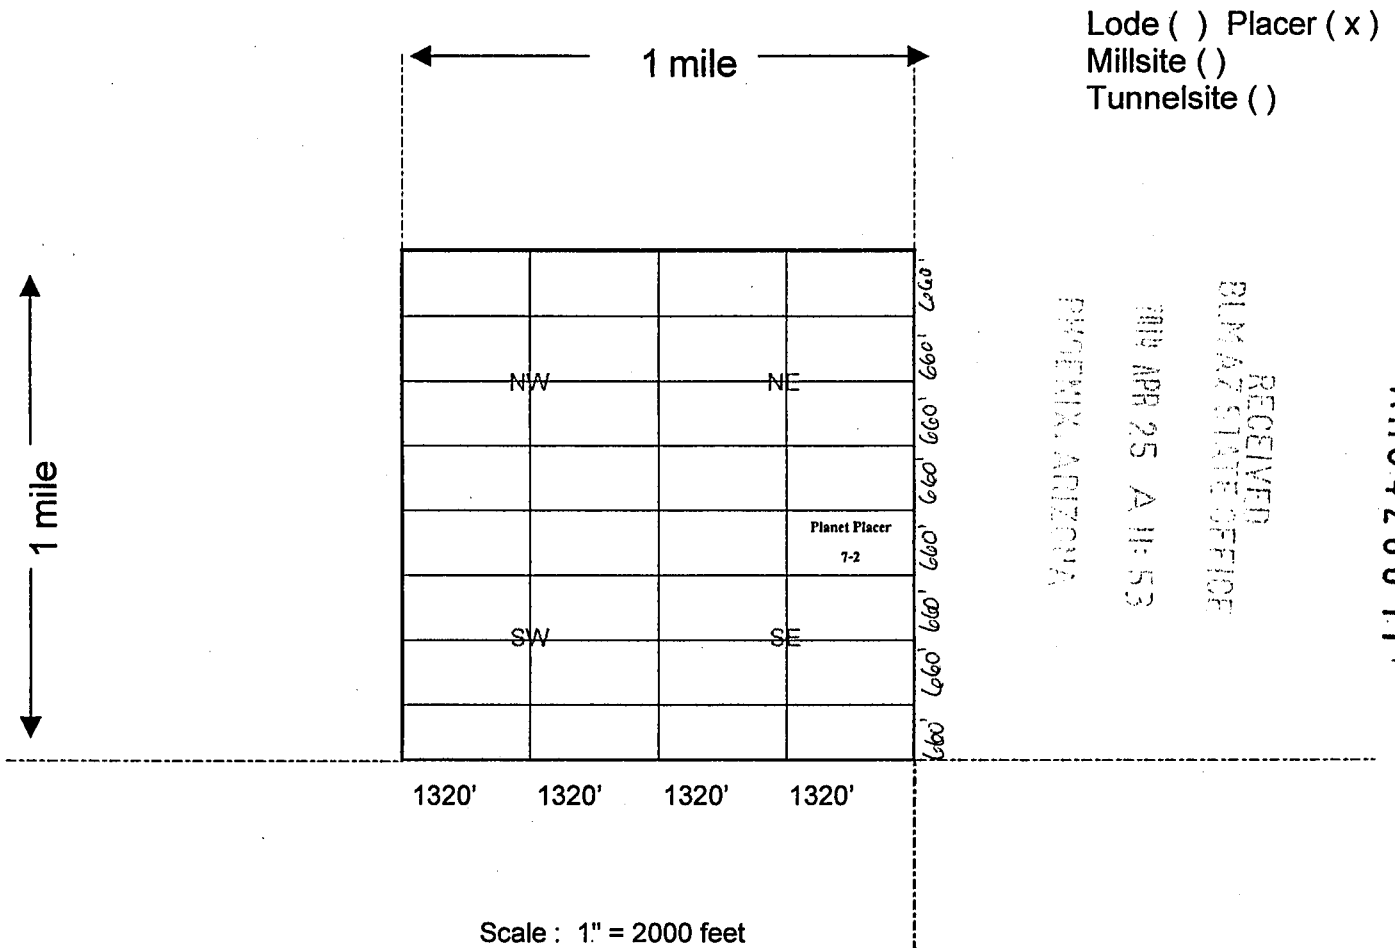 Lode ( ) Placer ( x )
Millsite ( )
Tunnelsite ( )
1 mile
1 mile
NW
NE
SW
SE
Planet Placer
7-2
660'
660'
660'
660'
660'
660'
660'
660'
1320' 1320' 1320' 1320'
Scale : 1" = 2000 feet
RECEIVED
BLM AZ STATE OFFICE
APR 25 A 11: 53
PHOENIX, ARIZONA